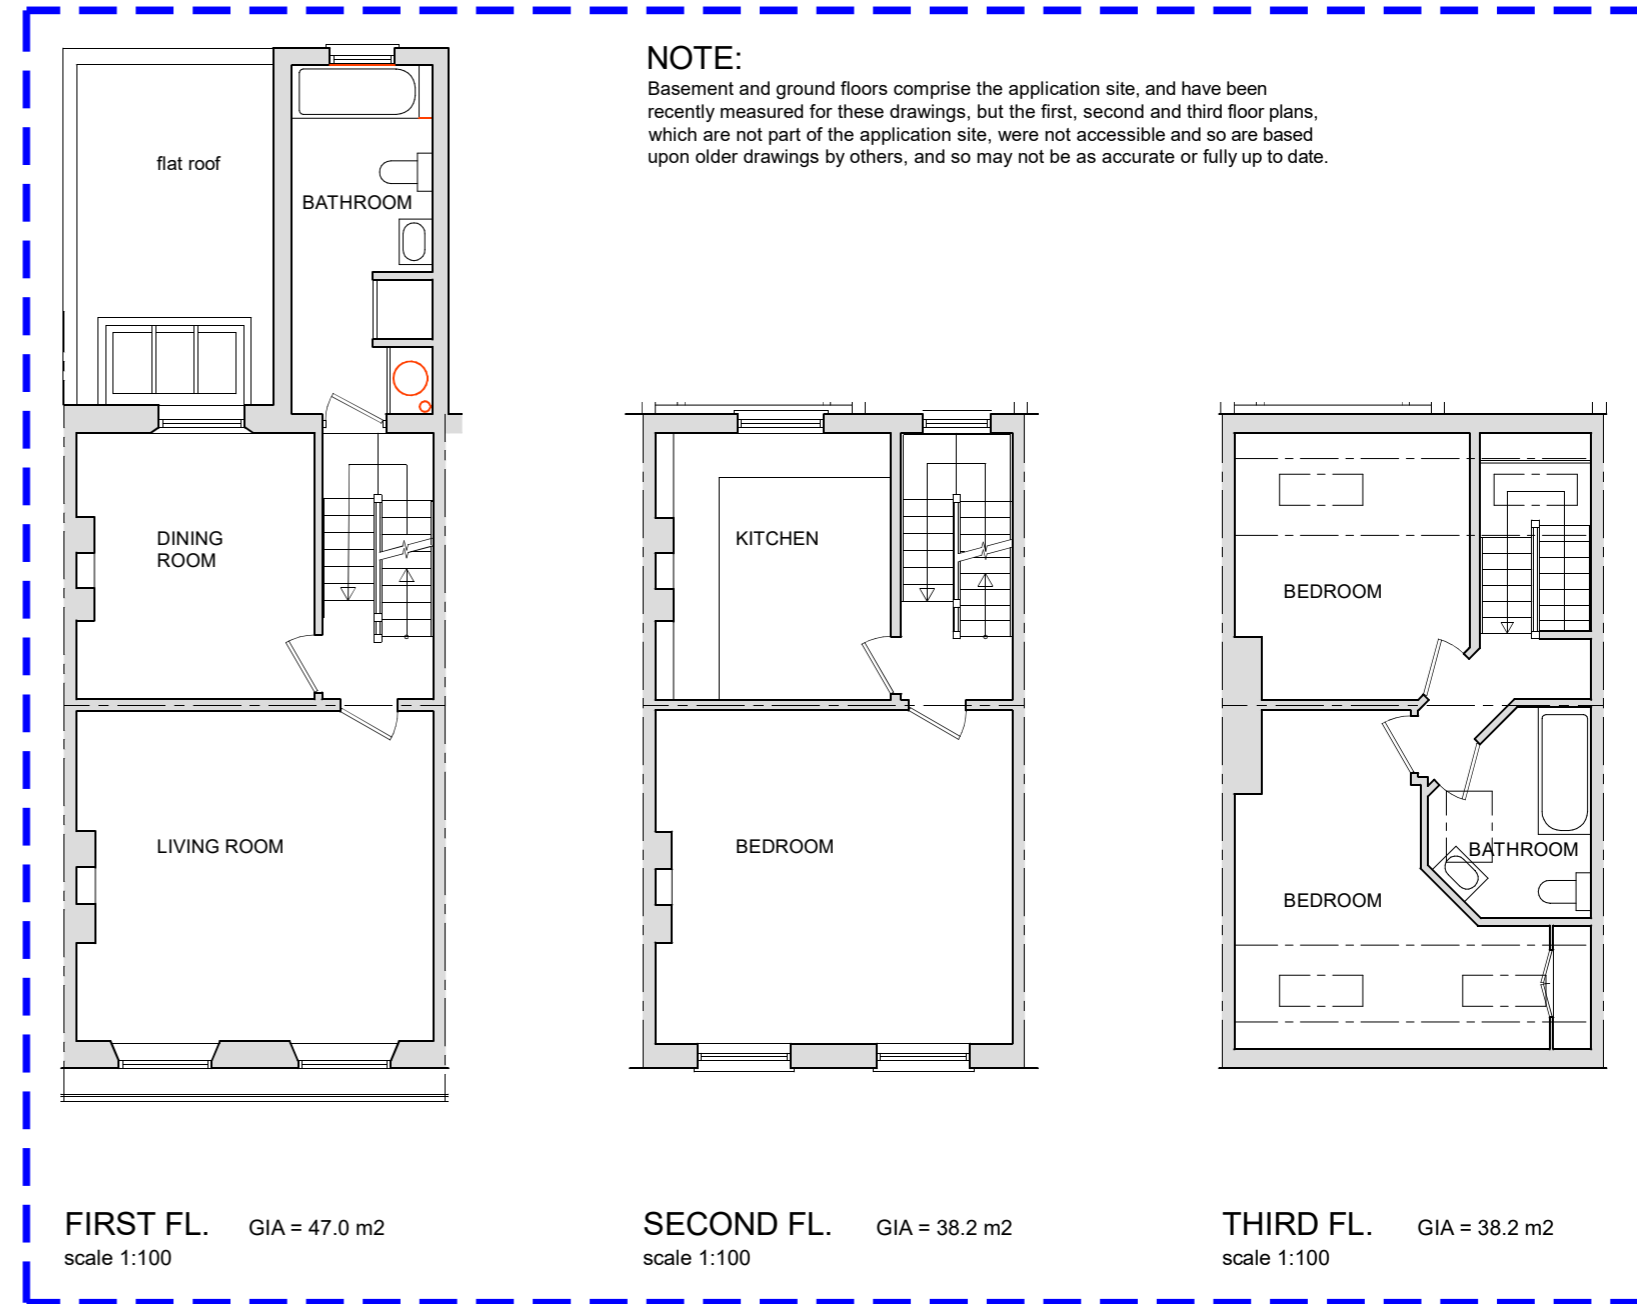 NOTE:
Basement and ground floors comprise the application site, and have been
recently measured for these drawings, but the first, second and third floor plans,
which are not part of the application site, were not accessible and so are based
upon older drawings by others, and so may not be as accurate or fully up to date.
flat roof
BATHROOM
DINING
ROOM
LIVING ROOM
KITCHEN
BEDROOM
BEDROOM
BATHROOM
BEDROOM
FIRST FL. GIA = 47.0 m2
scale 1:100
SECOND FL. GIA = 38.2 m2
scale 1:100
THIRD FL. GIA = 38.2 m2
scale 1:100